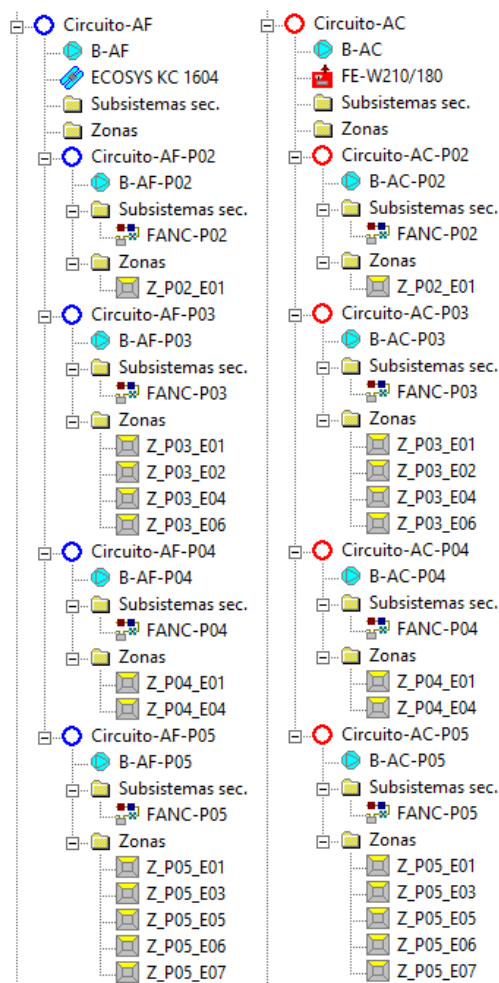 Circuito-AF
B-AF
ECOSYS KC 1604
Subsistemas sec.
Zonas
Circuito-AF-P02
B-AF-P02
Subsistemas sec.
FANC-P02
Zonas
Z_P02_E01
Circuito-AF-P03
B-AF-P03
Subsistemas sec.
FANC-P03
Zonas
Z_P03_E01
Z_P03_E02
Z_P03_E04
Z_P03_E06
Circuito-AF-P04
B-AF-P04
Subsistemas sec.
FANC-P04
Zonas
Z_P04_E01
Z_P04_E04
Circuito-AF-P05
B-AF-P05
Subsistemas sec.
FANC-P05
Zonas
Z_P05_E01
Z_P05_E03
Z_P05_E05
Z_P05_E06
Z_P05_E07
Circuito-AC
B-AC
FE-W210/180
Subsistemas sec.
Zonas
Circuito-AC-P02
B-AC-P02
Subsistemas sec.
FANC-P02
Zonas
Z_P02_E01
Circuito-AC-P03
B-AC-P03
Subsistemas sec.
FANC-P03
Zonas
Z_P03_E01
Z_P03_E02
Z_P03_E04
Z_P03_E06
Circuito-AC-P04
B-AC-P04
Subsistemas sec.
FANC-P04
Zonas
Z_P04_E01
Z_P04_E04
Circuito-AC-P05
B-AC-P05
Subsistemas sec.
FANC-P05
Zonas
Z_P05_E01
Z_P05_E03
Z_P05_E05
Z_P05_E06
Z_P05_E07